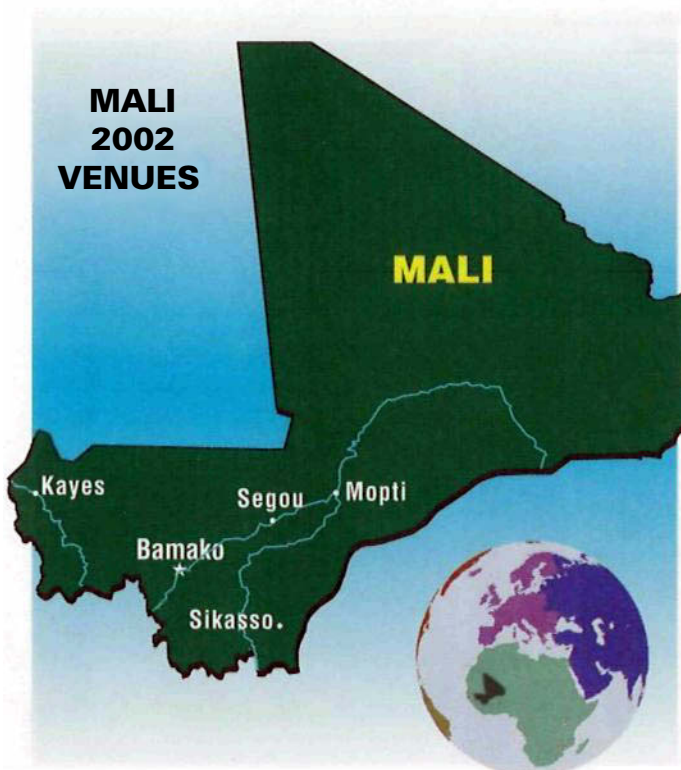 MALI
2002
VENUES
MALI
Kayes
Segou
Mopti
Bamako
Sikasso